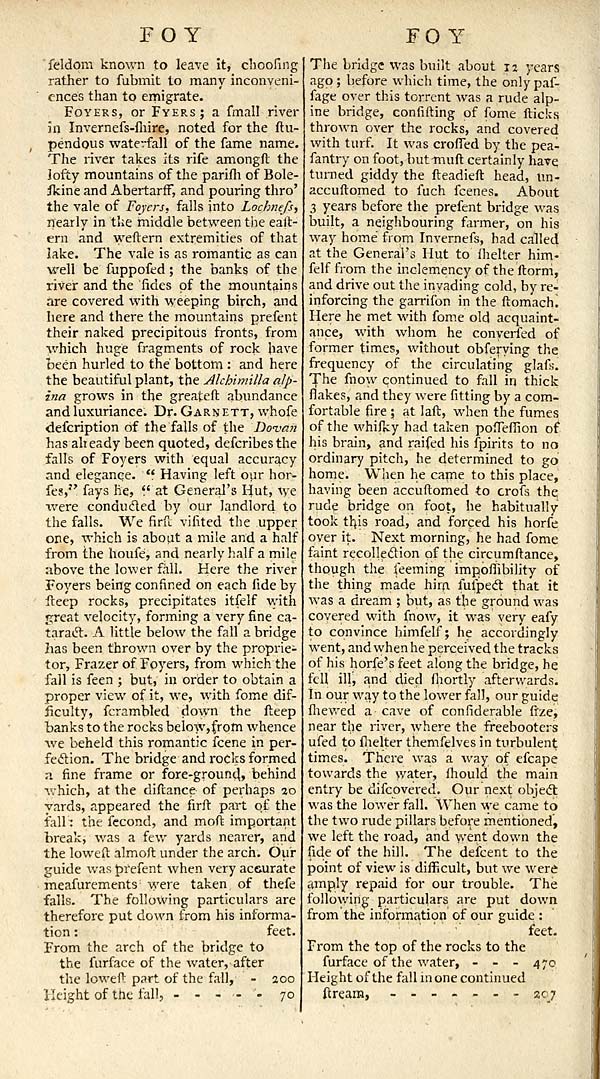 FOY
ſeldom known to leave it, chooſing
rather to ſubmit to many inconveni-
ences than to emigrate.
FOYERS, or FYERS; a ſmall river
in Inverneſs-ſhire, noted for the ſtu-
pendous waterfall of the ſame name.
The river takes its riſe amongſt the
lofty mountains of the pariſh of Bole-
ſkine and Abertarff, and pouring thro'
the vale of Foyers, falls into Lochneſs,
nearly in the middle between the eaſt-
ern and weſtern extremities of that
lake. The vale is as romantic as can
well be ſuppoſed; the banks of the
river and the ſides of the mountains
are covered with weeping birch, and
here and there the mountains preſent
their naked precipitous fronts, from
which huge fragments of rock have
been hurled to the bottom: and here
the beautiful plant, the Alchimilla alp-
ina grows in the greateſt abundance
and luxuriance. Dr. GARNETT, whoſe
deſcription of the falls of the Dovan
has already been quoted, deſcribes the
falls of Foyers with equal accuracy
and elegance. "Having left our hor-
ſes," ſays he, "at General's Hut, we
were conducted by our landlord to
the falls. We firſt viſited the upper
one, which is about a mile and a half
from the houſe, and nearly half a mile
above the lower fall. Here the river
Foyers being confined on each ſide by
ſteep rocks, precipitates itſelf with
great velocity, forming a very fine ca-
taract. A little below the fall a bridge
has been thrown over by the proprie-
tor, Frazer of Foyers, from which the
fall is ſeen; but, in order to obtain a
proper view of it, we, with ſome dif-
ficulty, ſcrambled down the ſteep
banks to the rocks below, from whence
we beheld this romantic ſcene in per-
fection. The bridge and rocks formed
a fine frame or fore-ground, behind
which, at the diſtance of perhaps 20
yards, appeared the firſt part of the
fall: the ſecond, and moſt important
break, was a few yards nearer, and
the loweſt almoſt under the arch. Our
guide was preſent when very accurate
meaſurements were taken of theſe
falls. The following particulars are
therefore put down from his informa-
tion: feet.
From the arch of the bridge to
the ſurface of the water, after
the loweſt part of the fall, - 200
Height of the fall, - - - - - 70
FOY
The bridge was built about 12 years
ago; before which time, the only paſ-
ſage over this torrent was a rude alp-
ine bridge, conſiſting of ſome ſticks
thrown over the rocks, and covered
with turf. It was croſſed by the pea-
ſantry on foot, but muſt certainly have
turned giddy the ſteadieſt head, un-
accuſtomed to ſuch ſcenes. About
3 years before the preſent bridge was
built, a neighbouring farmer, on his
way home from Inverneſs, had called
at the General's Hut to ſhelter him-
ſelf from the inclemency of the ſtorm,
and drive out the invading cold, by re-
inforcing the garriſon in the ſtomach.
Here he met with ſome old acquaint-
ance, with whom he converſed of
former times, without obſerving the
frequency of the circulating glaſs.
The ſnow continued to fall in thick
flakes, and they were ſitting by a com-
fortable fire; at laſt, when the fumes
of the whiſky had taken poſſeſſion of
his brain, and raiſed his ſpirits to no
ordinary pitch, he determined to go
home. When he came to this place,
having been accuſtomed to croſs the
rude bridge on foot, he habitually
took this road, and forced his horſe
over it. Next morning, he had ſome
faint recollection of the circumſtance,
though the ſeeming impoſſibility of
the thing made him ſuſpect that it
was a dream; but, as the ground was
covered with ſnow, it was very eaſy
to convince himſelf; he accordingly
went, and when he perceived the tracks
of his horſe's feet along the bridge, he
fell ill, and died ſhortly afterwards.
In our way to the lower fall, our guide
ſhewed a cave of conſiderable ſize,
near the river, where the freebooters
uſed to ſhelter themſelves in turbulent
times. There was a way of eſcape
towards the water, ſhould the main
entry be diſcovered. Our next object
was the lower fall. When we came to
the two rude pillars before mentioned,
we left the road, and went down the
ſide of the hill. The deſcent to the
point of view is difficult, but we were
amply repaid for our trouble. The
following particulars are put down
from the information of our guide:
feet.
From the top of the rocks to the
ſurface of the water, - - - 470
Height of the fall in one continued
ſtream, - - - - - - - 207